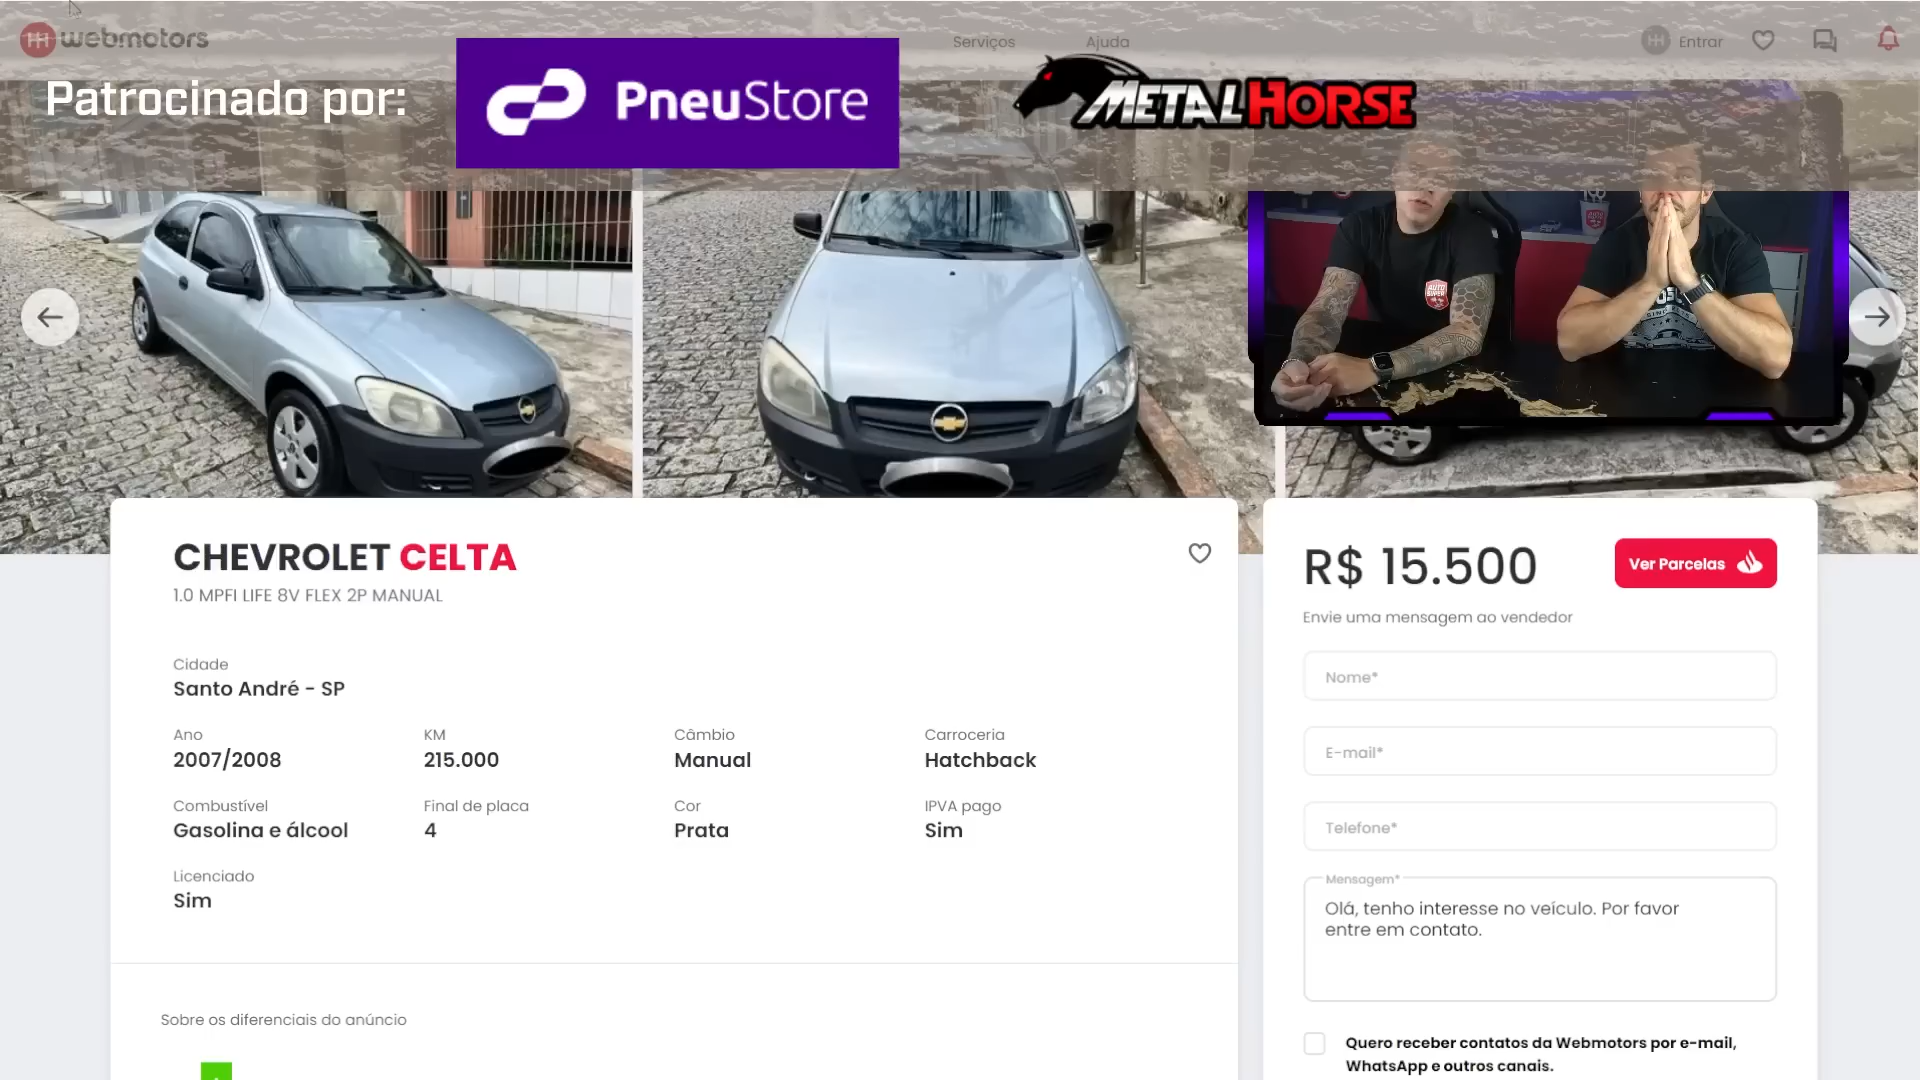 webmotors
Serviços
Ajuda
Entrar
Patrocinado por:
PneuStore
METALHORSE
AUTO SUPER
CHEVROLET CELTA
1.0 MPFI LIFE 8V FLEX 2P MANUAL
Cidade
Santo André - SP
Ano
2007/2008
KM
215.000
Câmbio
Manual
Carroceria
Hatchback
Combustível
Gasolina e álcool
Final de placa
4
Cor
Prata
IPVA pago
Sim
Licenciado
Sim
Sobre os diferenciais do anúncio
R$ 15.500
Ver Parcelas
Envie uma mensagem ao vendedor
Nome*
E-mail*
Telefone*
Mensagem*
Olá, tenho interesse no veículo. Por favor
entre em contato.
Quero receber contatos da Webmotors por e-mail,
WhatsApp e outros canais.